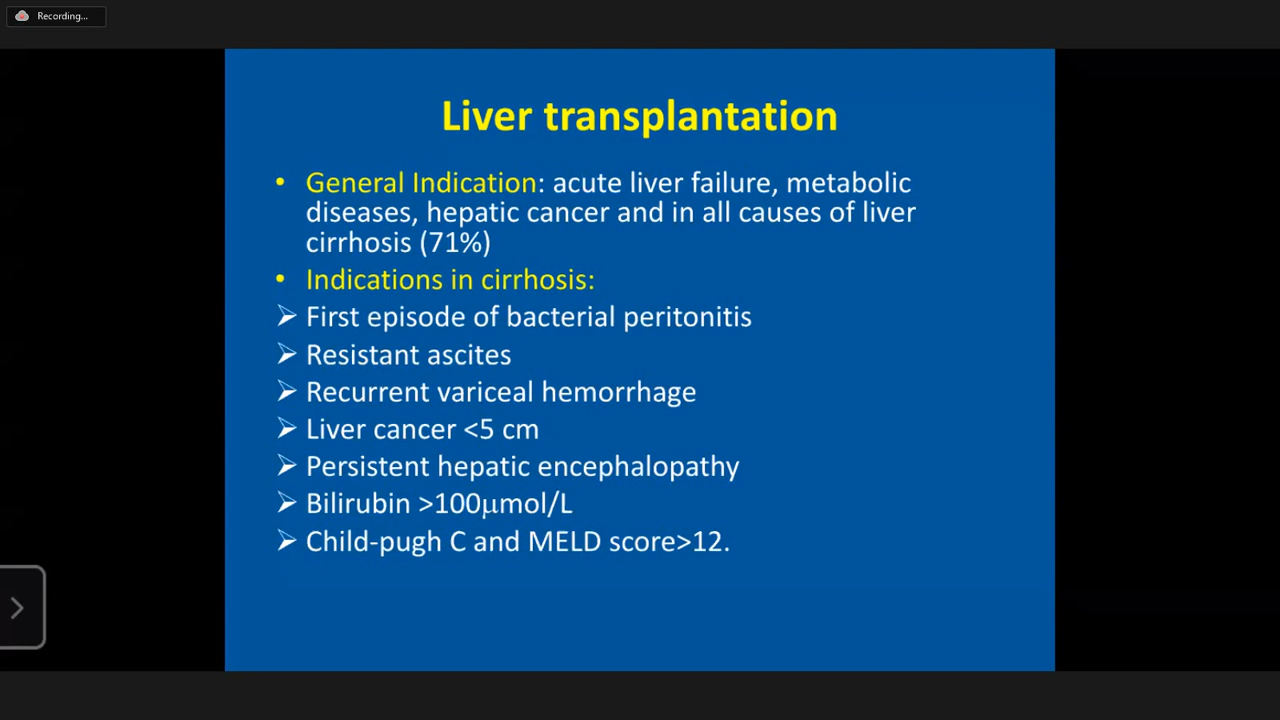 Recording...
Liver transplantation
• General Indication: acute liver failure, metabolic
diseases, hepatic cancer and in all causes of liver
cirrhosis (71%)
• Indications in cirrhosis:
➢ First episode of bacterial peritonitis
➢ Resistant ascites
➢ Recurrent variceal hemorrhage
➢ Liver cancer <5 cm
➢ Persistent hepatic encephalopathy
➢ Bilirubin >100μmol/L
➢ Child-pugh C and MELD score>12.